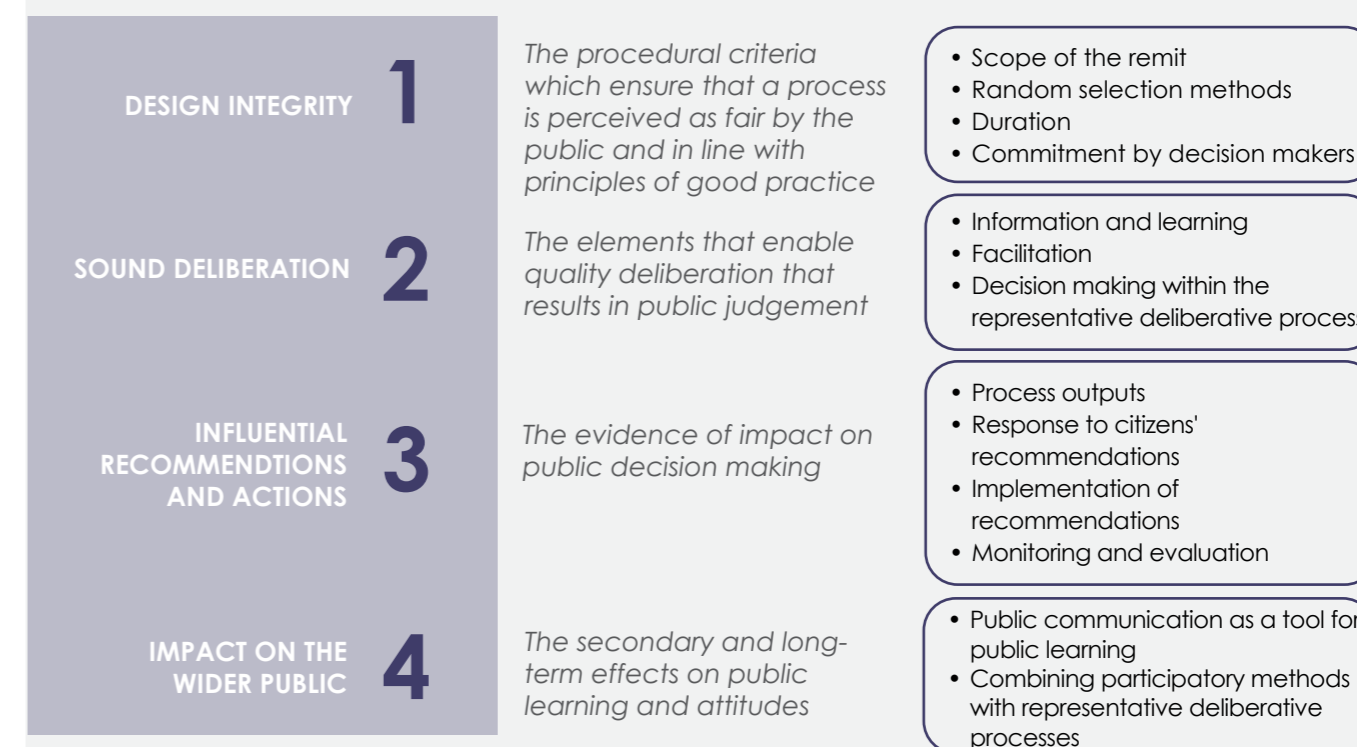 DESIGN INTEGRITY
1
The procedural criteria
which ensure that a process
is perceived as fair by the
public and in line with
principles of good practice
• Scope of the remit
• Random selection methods
• Duration
• Commitment by decision makers
SOUND DELIBERATION
2
The elements that enable
quality deliberation that
results in public judgement
• Information and learning
• Facilitation
• Decision making within the
representative deliberative process
INFLUENTIAL
RECOMMENDTIONS
AND ACTIONS
3
The evidence of impact on
public decision making
• Process outputs
• Response to citizens'
recommendations
• Implementation of
recommendations
• Monitoring and evaluation
IMPACT ON THE
WIDER PUBLIC
4
The secondary and long-
term effects on public
learning and attitudes
• Public communication as a tool for
public learning
• Combining participatory methods
with representative deliberative
processes